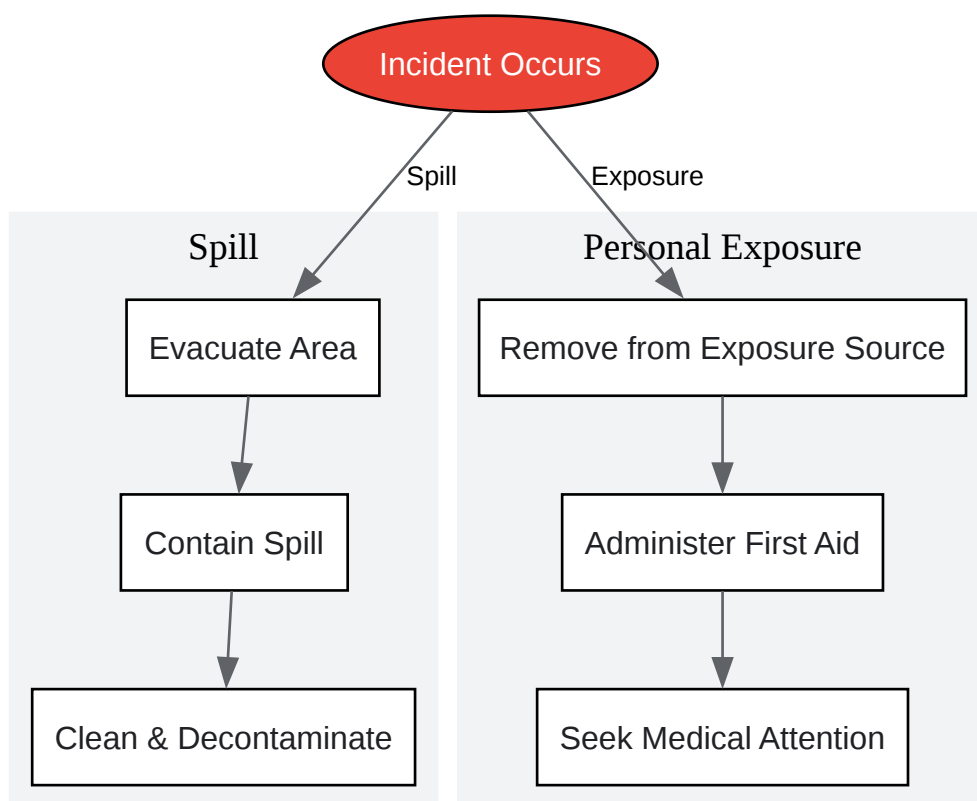 Incident Occurs
Spill
Exposure
Spill
Personal Exposure
Evacuate Area
Remove from Exposure Source
Contain Spill
Administer First Aid
Clean & Decontaminate
Seek Medical Attention